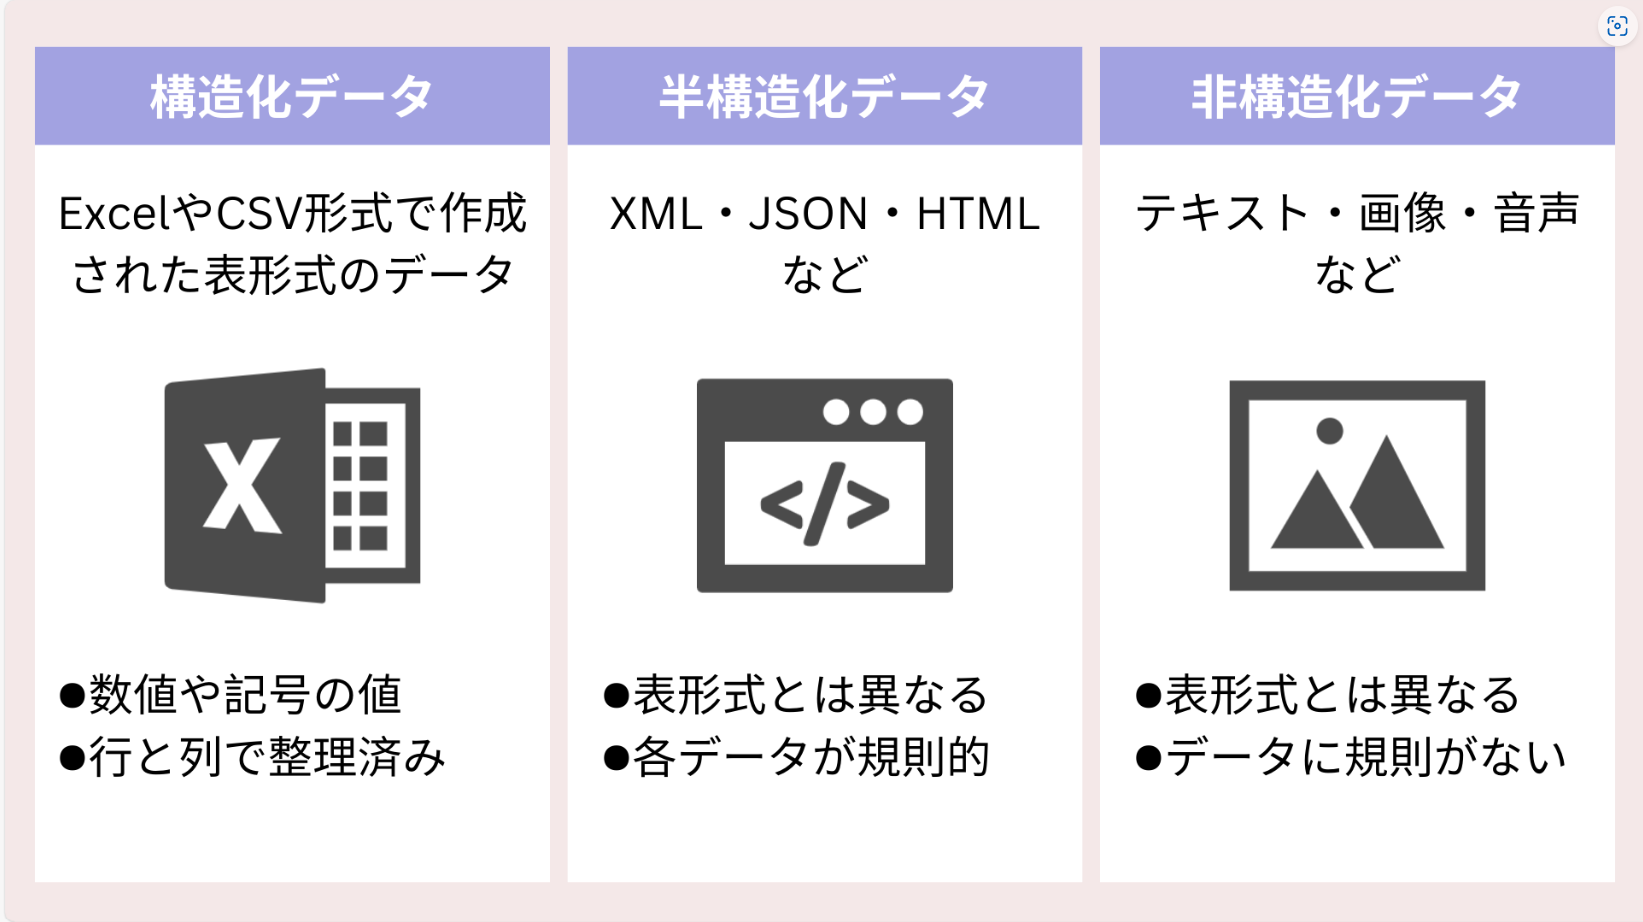 構造化データ
ExcelやCSV形式で作成
された表形式のデータ
X
●数値や記号の値
●行と列で整理済み
半構造化データ
XML・JSON・HTML
など
</>
●表形式とは異なる
●各データが規則的
非構造化データ
テキスト・画像・音声
など
●表形式とは異なる
●データに規則がない